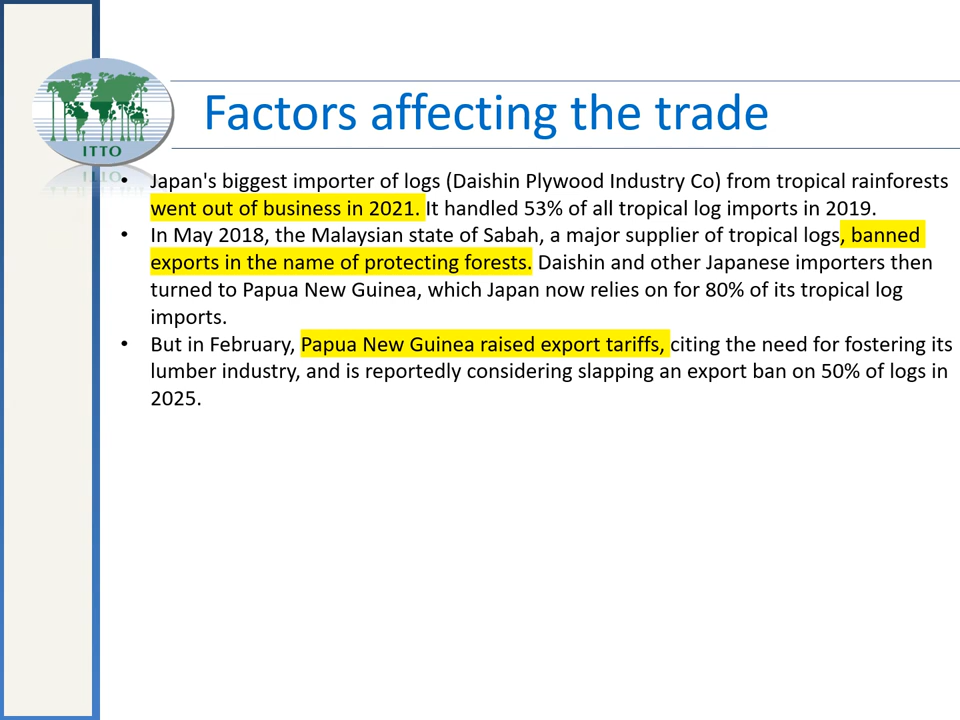 ITTO
Factors affecting the trade
• Japan's biggest importer of logs (Daishin Plywood Industry Co) from tropical rainforests
went out of business in 2021. It handled 53% of all tropical log imports in 2019.
• In May 2018, the Malaysian state of Sabah, a major supplier of tropical logs, banned
exports in the name of protecting forests. Daishin and other Japanese importers then
turned to Papua New Guinea, which Japan now relies on for 80% of its tropical log
imports.
• But in February, Papua New Guinea raised export tariffs, citing the need for fostering its
lumber industry, and is reportedly considering slapping an export ban on 50% of logs in
2025.